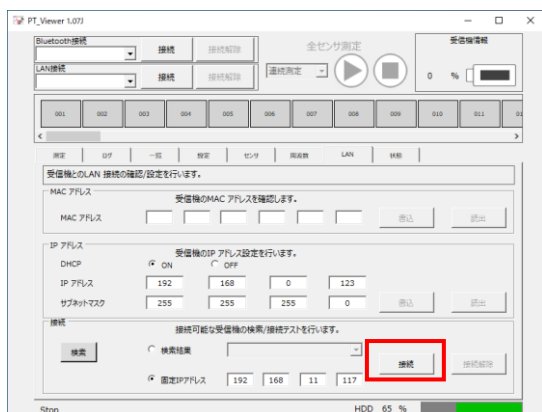 PT_Viewer 1.07J
Bluetooth接続
接続
接続解除
全センサ測定
受信機情報
LAN接続
接続
接続解除
連続測定
0 %
001 002 003 004 005 006 007 008 009 010 011 01
測定 ログ 一覧 設定 センサ 周波数 LAN 状態
受信機とのLAN 接続の確認/設定を行います。
MAC アドレス
受信機のMAC アドレスを確認します。
MAC アドレス
書込 読出
IP アドレス
受信機のIP アドレス設定を行います。
DHCP ON OFF
IP アドレス 192 168 0 123
サブネットマスク 255 255 255 0 書込 読出
接続
接続可能な受信機の検索/接続テストを行います。
検索 検索結果
接続 接続解除
固定IPアドレス 192 168 11 117
Stop HDD 65 %